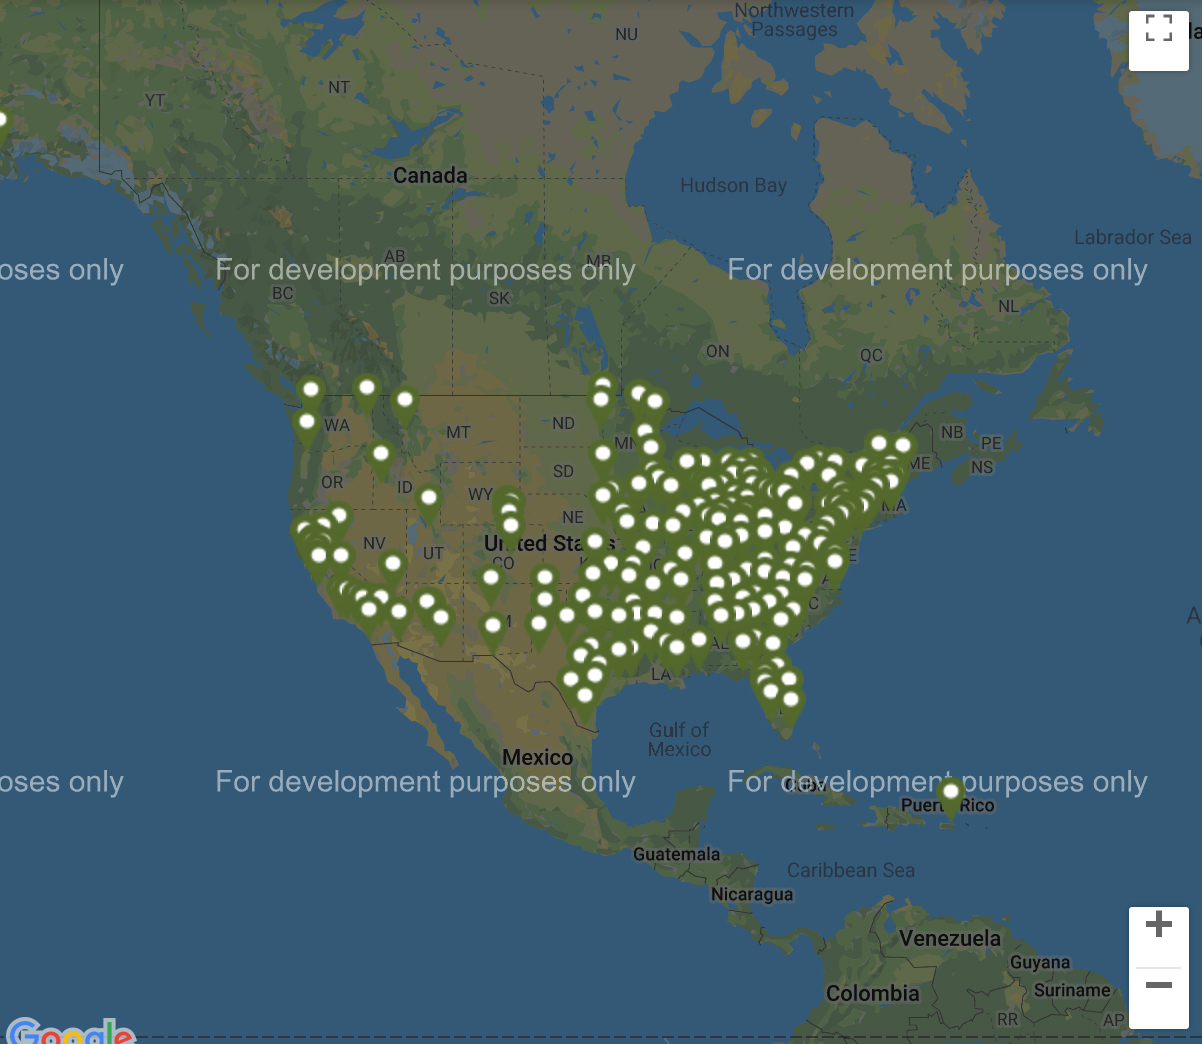 Northwestern
Passages
NU
NT
YT
Canada
Hudson Bay
Labrador Sea
AB
MB
oses only
For development purposes only
For development purposes only
BC
SK
NL
ON
QC
WA
MT
ND
NB
PE
ME
NS
OR
ID
SD
WY
NE
MA
NV
UT
United States
CO
LA
Gulf of
Mexico
Mexico
oses only
For development purposes only
For development purposes only
Cuba
Puerto Rico
Guatemala
Caribbean Sea
Nicaragua
Venezuela
Guyana
Colombia
Suriname
RR
AP
Google